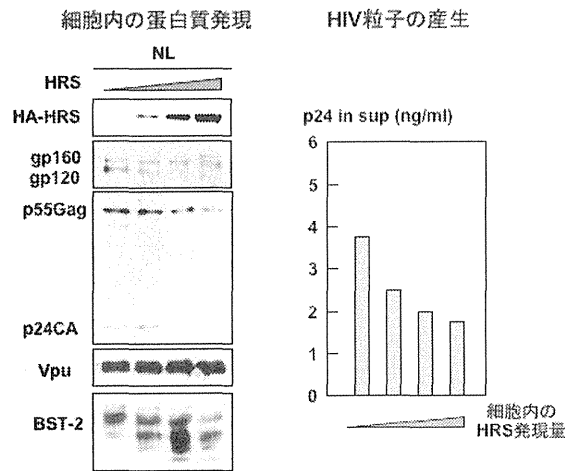 細胞内の蛋白質発現
HIV粒子の産生
NL
HRS
HA-HRS
gp160
gp120
p55Gag
p24CA
Vpu
BST-2
p24 in sup (ng/ml)
6
5
4
3
2
1
0
細胞内の
HRS発現量